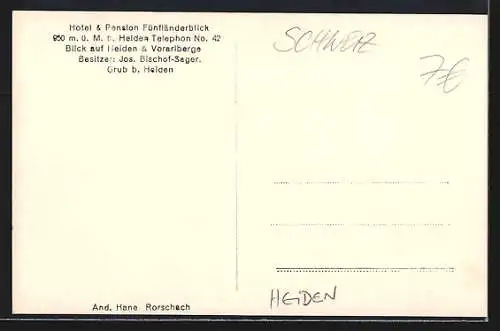 Hotel & Pension Fünfländerblick
950 m. ü. M. b. Heiden Telephon No. 42
Blick auf Heiden & Vorarlberge
Besitzer: Jos. Bischof-Seger.
Grub b. Heiden
SCHWEIZ
7€
And. Hane Rorschach
HEiDEN